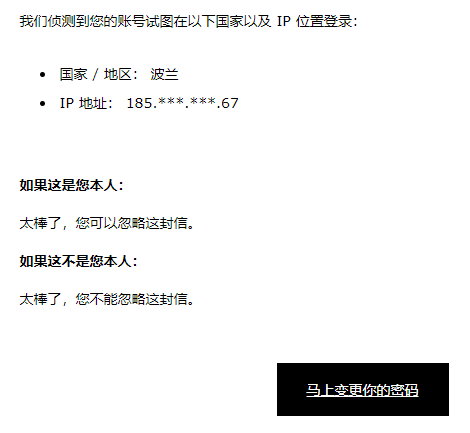 我们侦测到您的账号试图在以下国家以及 IP 位置登录：
国家 / 地区： 波兰
IP 地址： 185.***.***.67
如果这是您本人：
太棒了，您可以忽略这封信。
如果这不是您本人：
太棒了，您不能忽略这封信。
马上变更你的密码